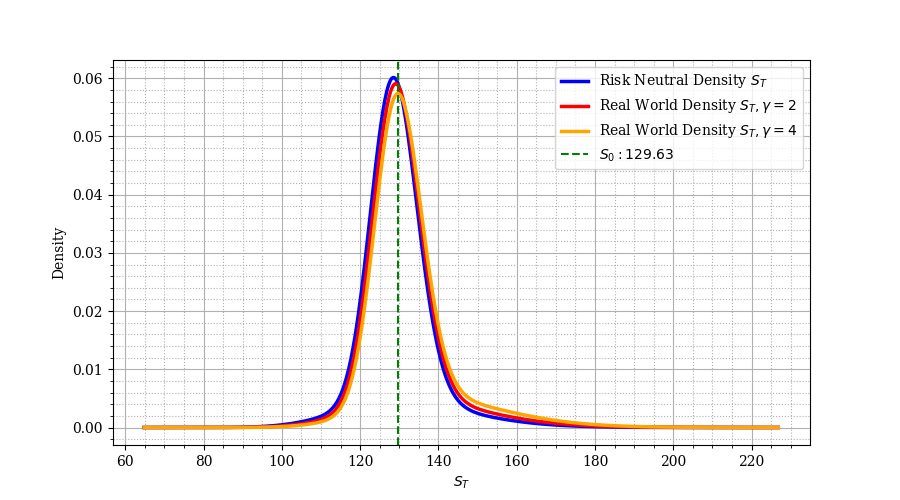 Risk Neutral Density S_T
Real World Density S_T, γ = 2
Real World Density S_T, γ = 4
S_0 : 129.63
0.06
0.05
0.04
0.03
0.02
0.01
0.00
Density
60 80 100 120 140 160 180 200 220
S_T